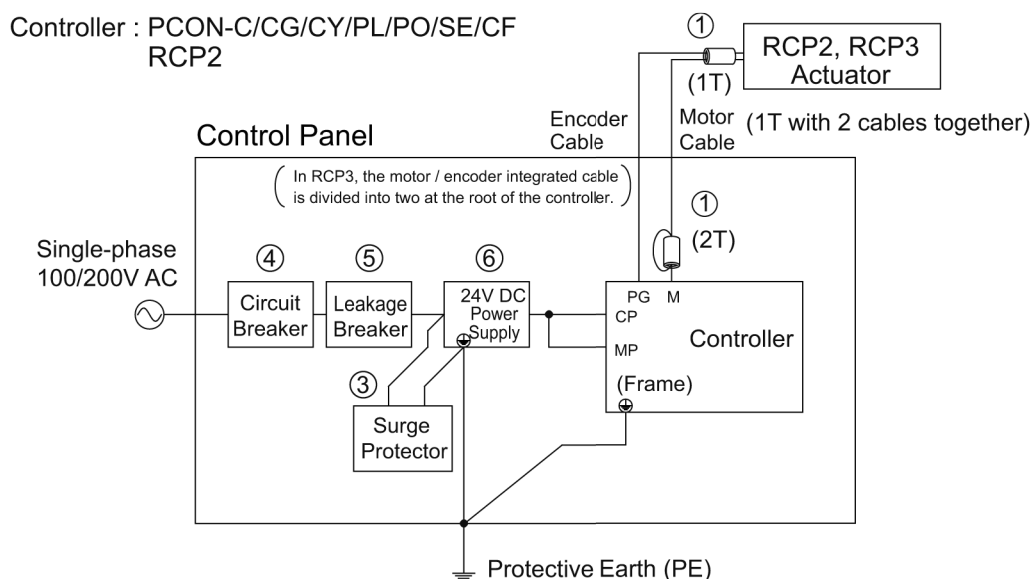 Controller : PCON-C/CG/CY/PL/PO/SE/CF
RCP2
①
RCP2, RCP3
Actuator
(1T)
(1T with 2 cables together)
Encoder
Cable
Motor
Cable
Control Panel
In RCP3, the motor / encoder integrated cable
is divided into two at the root of the controller.
①
(2T)
Single-phase
100/200V AC
④
Circuit
Breaker
⑤
Leakage
Breaker
⑥
24V DC
Power
Supply
PG M
CP
MP
Controller
(Frame)
③
Surge
Protector
Protective Earth (PE)